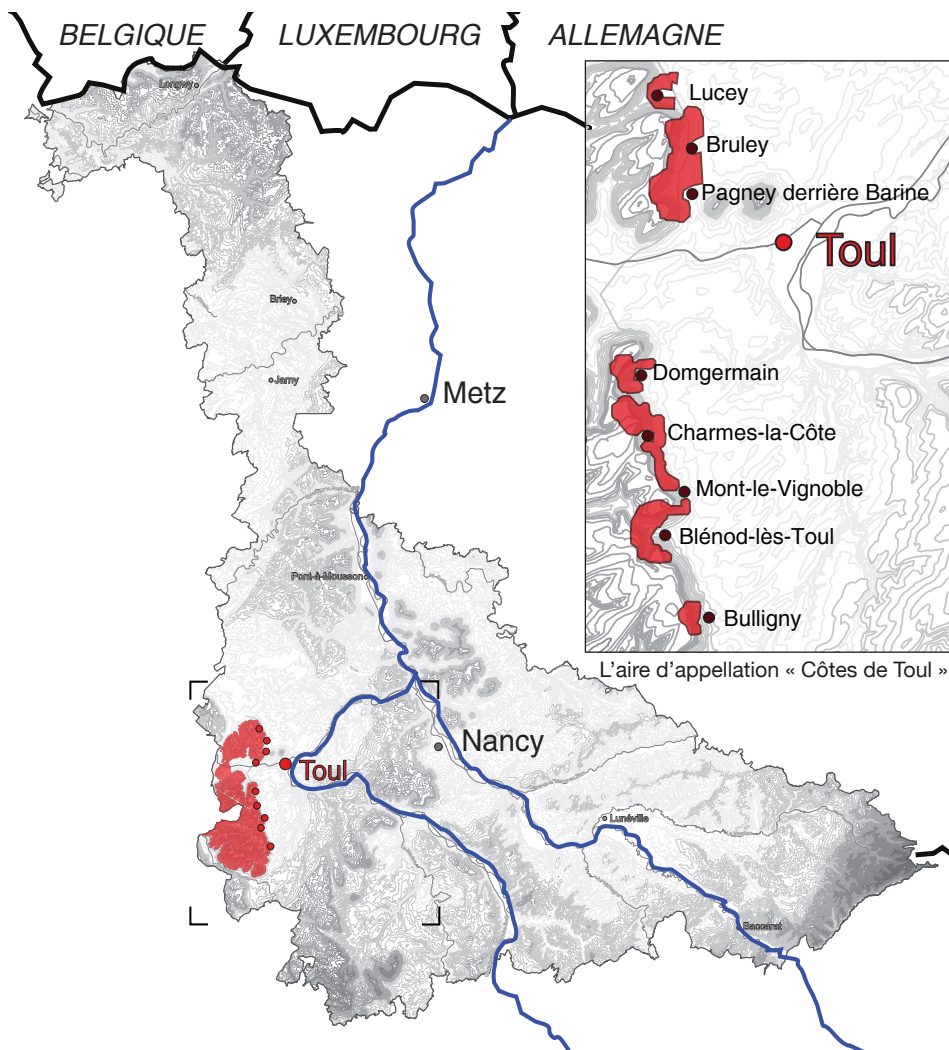 BELGIQUE
LUXEMBOURG
ALLEMAGNE
Longwy
Lucey
Bruley
Pagney derrière Barine
Toul
Briey
Jarny
Domgermain
Metz
Charmes-la-Côte
Mont-le-Vignoble
Blénod-lès-Toul
Pont-à-Mousson
Bulligny
L'aire d'appellation « Côtes de Toul »
Nancy
Toul
Lunéville
Baccarat